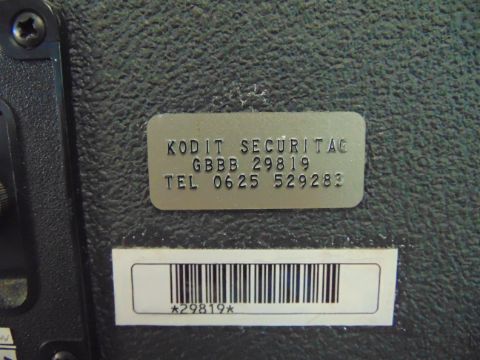 KODIT SECURITAG
GBBB 29819
TEL 0625 529283
*29819*